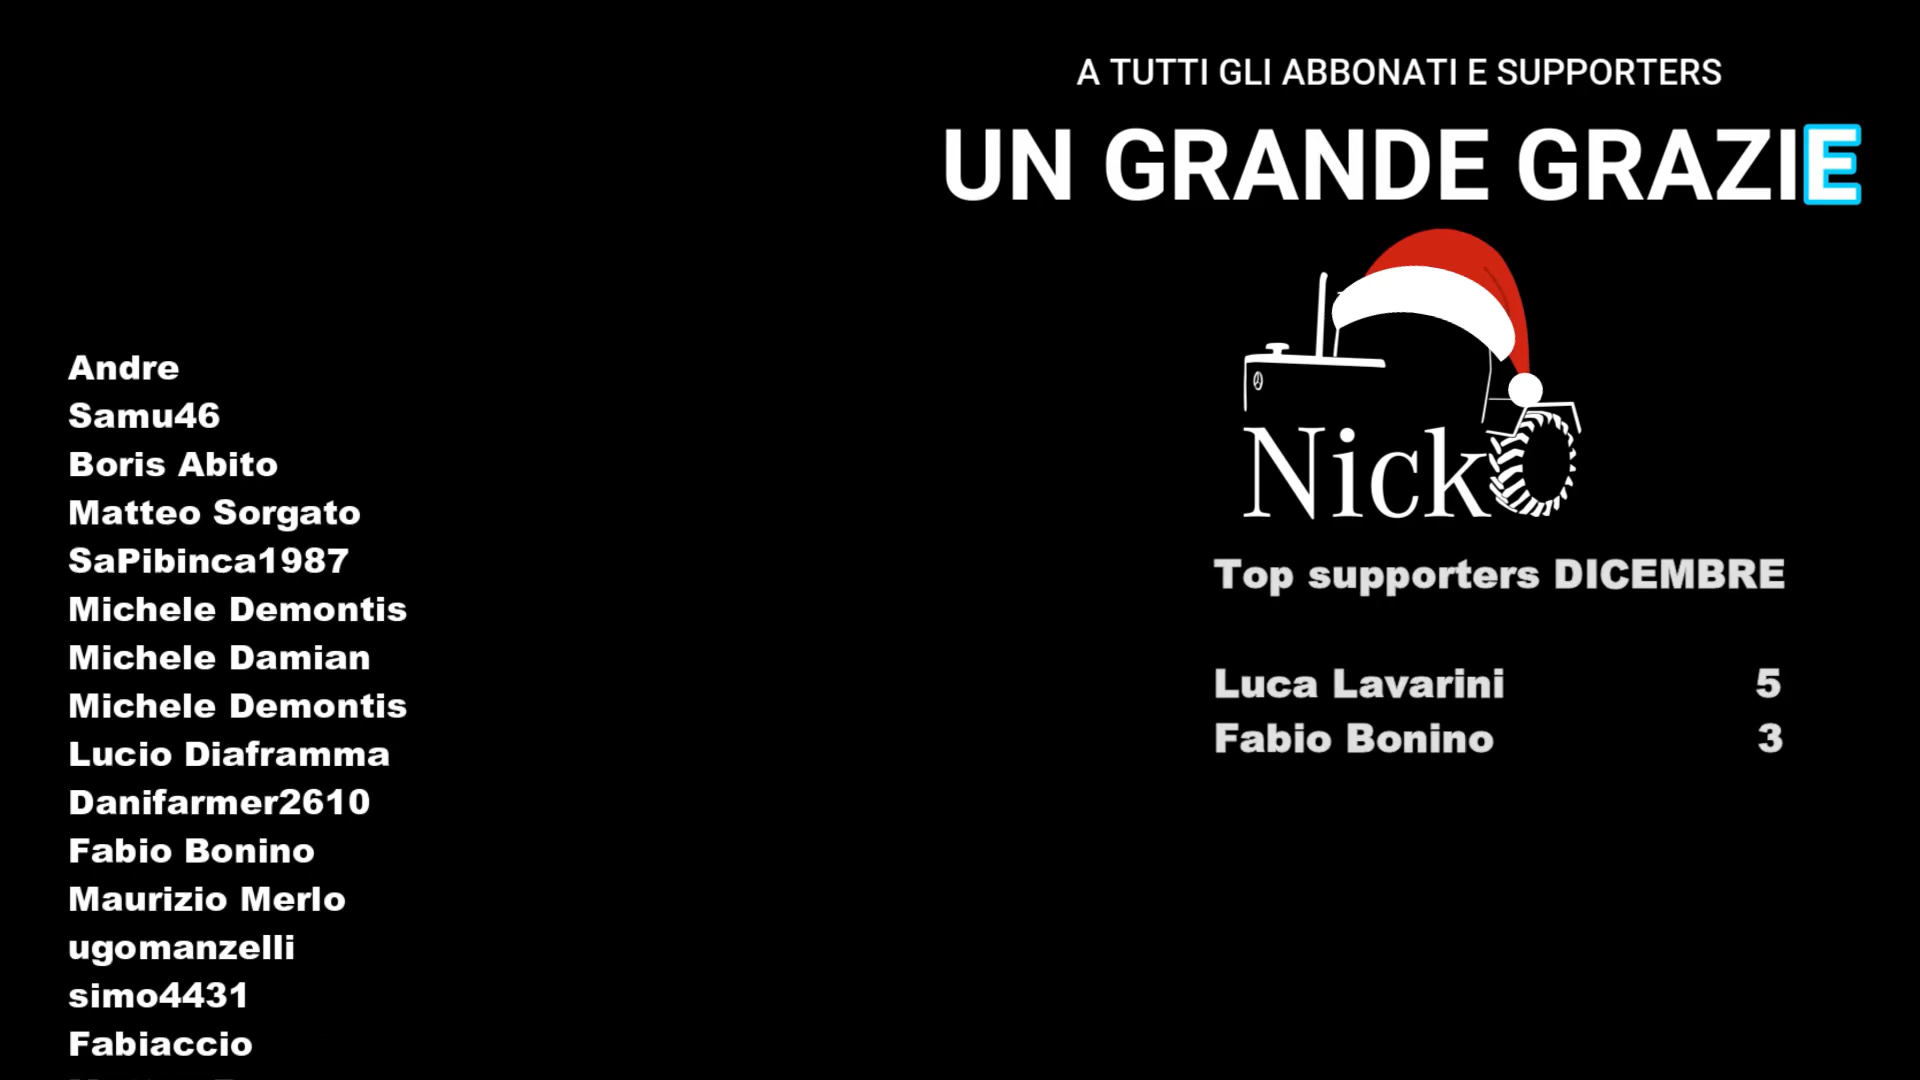 A TUTTI GLI ABBONATI E SUPPORTERS
UN GRANDE GRAZIE
Nicko
Top supporters DICEMBRE
Luca Lavarini 5
Fabio Bonino 3
Andre
Samu46
Boris Abito
Matteo Sorgato
SaPibinca1987
Michele Demontis
Michele Damian
Michele Demontis
Lucio Diaframma
Danifarmer2610
Fabio Bonino
Maurizio Merlo
ugomanzelli
simo4431
Fabiaccio